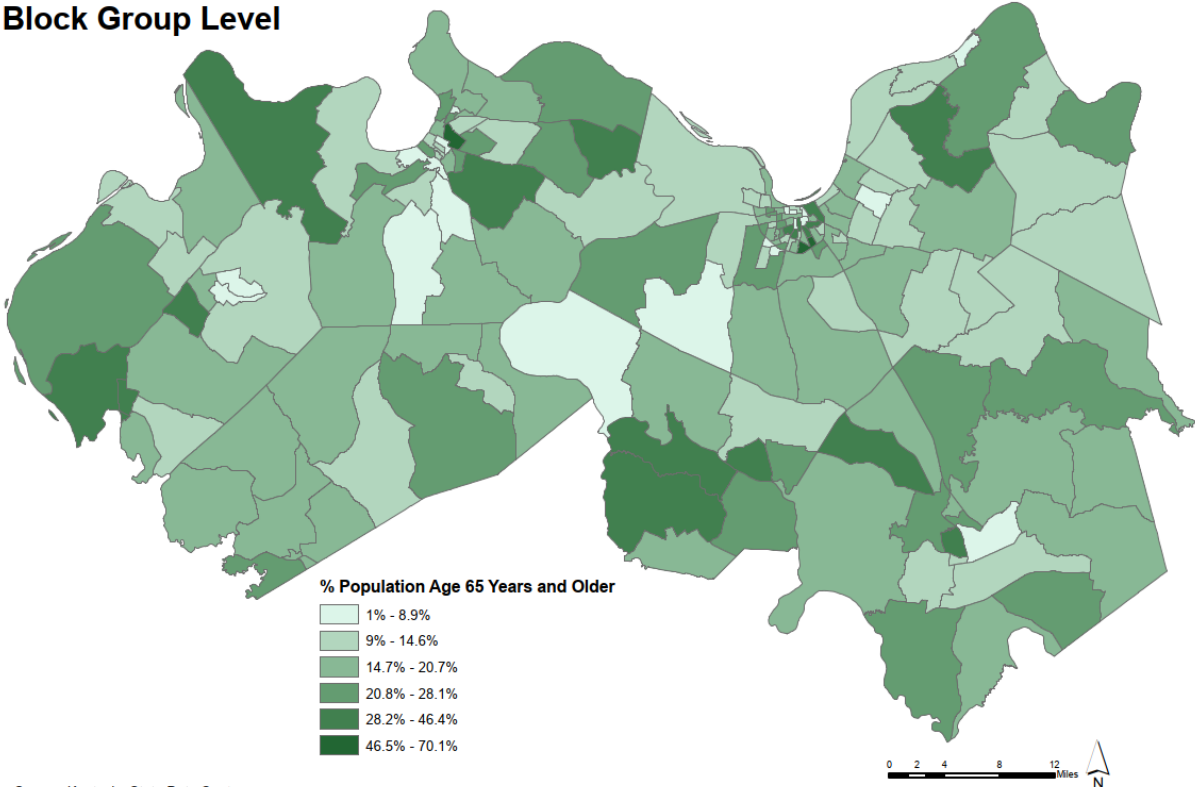 Block Group Level
% Population Age 65 Years and Older
1% - 8.9%
9% - 14.6%
14.7% - 20.7%
20.8% - 28.1%
28.2% - 46.4%
46.5% - 70.1%
0 2 4 8 12
Miles
N